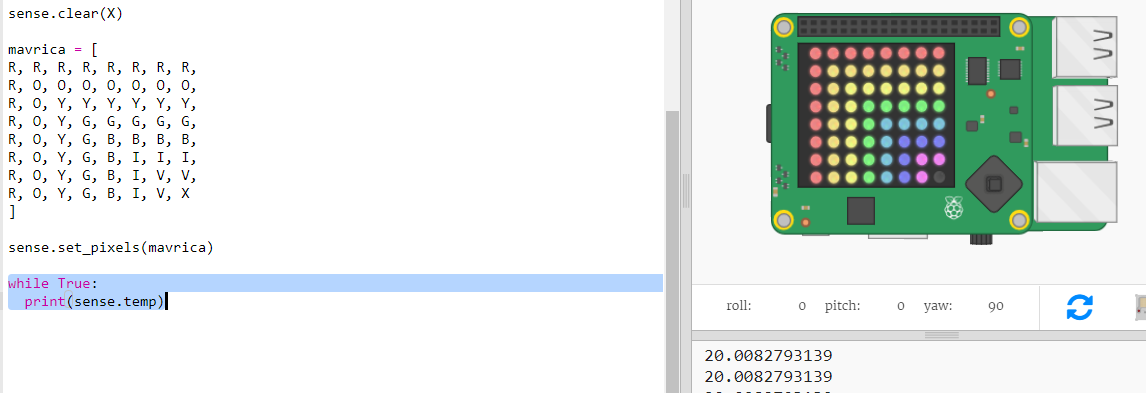 sense.clear(X)
mavrica = [
R, R, R, R, R, R, R, R,
R, O, O, O, O, O, O, O,
R, O, Y, Y, Y, Y, Y, Y,
R, O, Y, G, G, G, G, G,
R, O, Y, G, B, B, B, B,
R, O, Y, G, B, I, I, I,
R, O, Y, G, B, I, V, V,
R, O, Y, G, B, I, V, X
]
sense.set_pixels(mavrica)
while True:
  print(sense.temp)
roll: 0 pitch: 0 yaw: 90
20.0082793139
20.0082793139